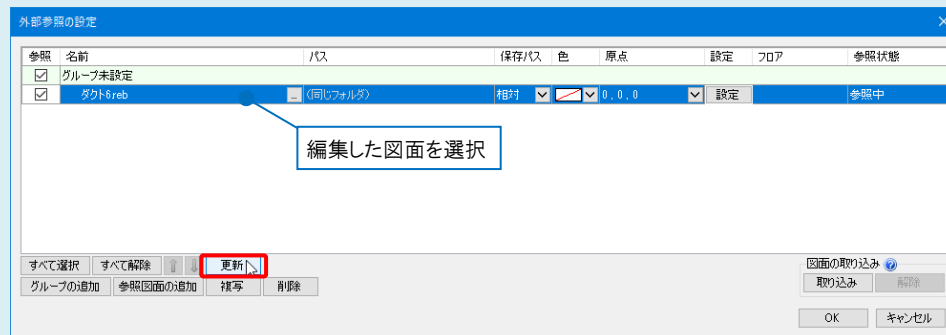 外部参照の設定
参照 名前 パス 保存パス 色 原点 設定 フロア 参照状態
グループ未設定
ダクト6reb ... (同じフォルダ) 相対 0,0,0 設定 参照中
編集した図面を選択
すべて選択 すべて解除 ⇧ ⇩ 更新
図面の取り込み ?
グループの追加 参照図面の追加 複写 削除 取り込み 解除
OK キャンセル